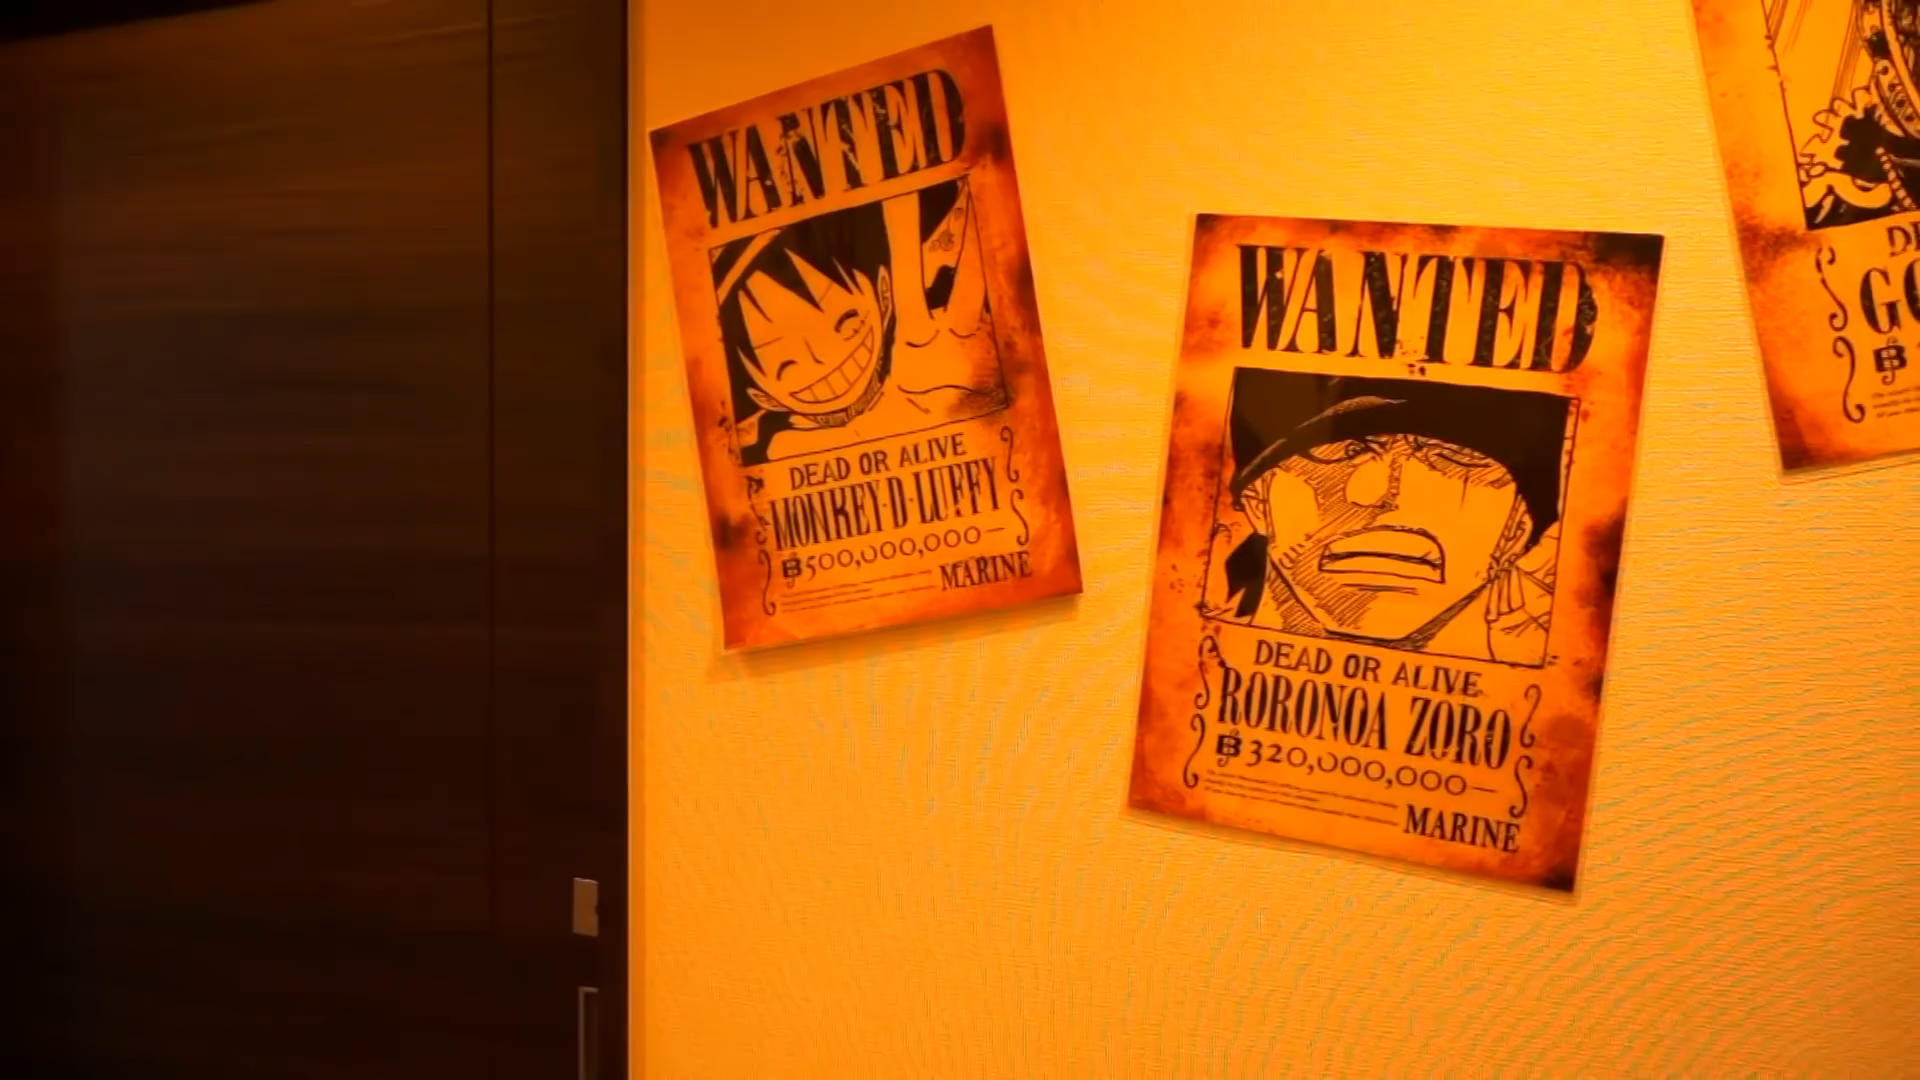 WANTED
DEAD OR ALIVE
MONKEY·D·LUFFY
฿500,000,000—
MARINE
WANTED
DEAD OR ALIVE
RORONOA ZORO
฿320,000,000—
MARINE